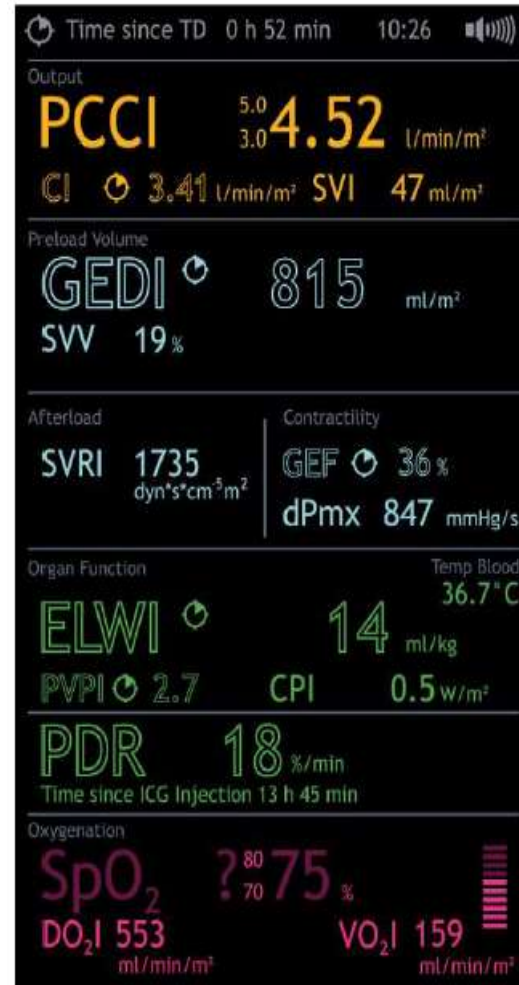 Time since TD 0 h 52 min 10:26
Output
PCCI 5.0 3.0 4.52 l/min/m²
CI 3.41 l/min/m² SVI 47 ml/m²
Preload Volume
GEDI 815 ml/m²
SVV 19 %
Afterload Contractility
SVRI 1735 GEF 36 %
dyn*s*cm⁻⁵m² dPmx 847 mmHg/s
Organ Function Temp Blood
36.7°C
ELWI 14 ml/kg
PVPI 2.7 CPI 0.5 W/m²
PDR 18 %/min
Time since ICG Injection 13 h 45 min
Oxygenation
SpO₂ ? 80 70 75 %
DO₂I 553 VO₂I 159
ml/min/m² ml/min/m²